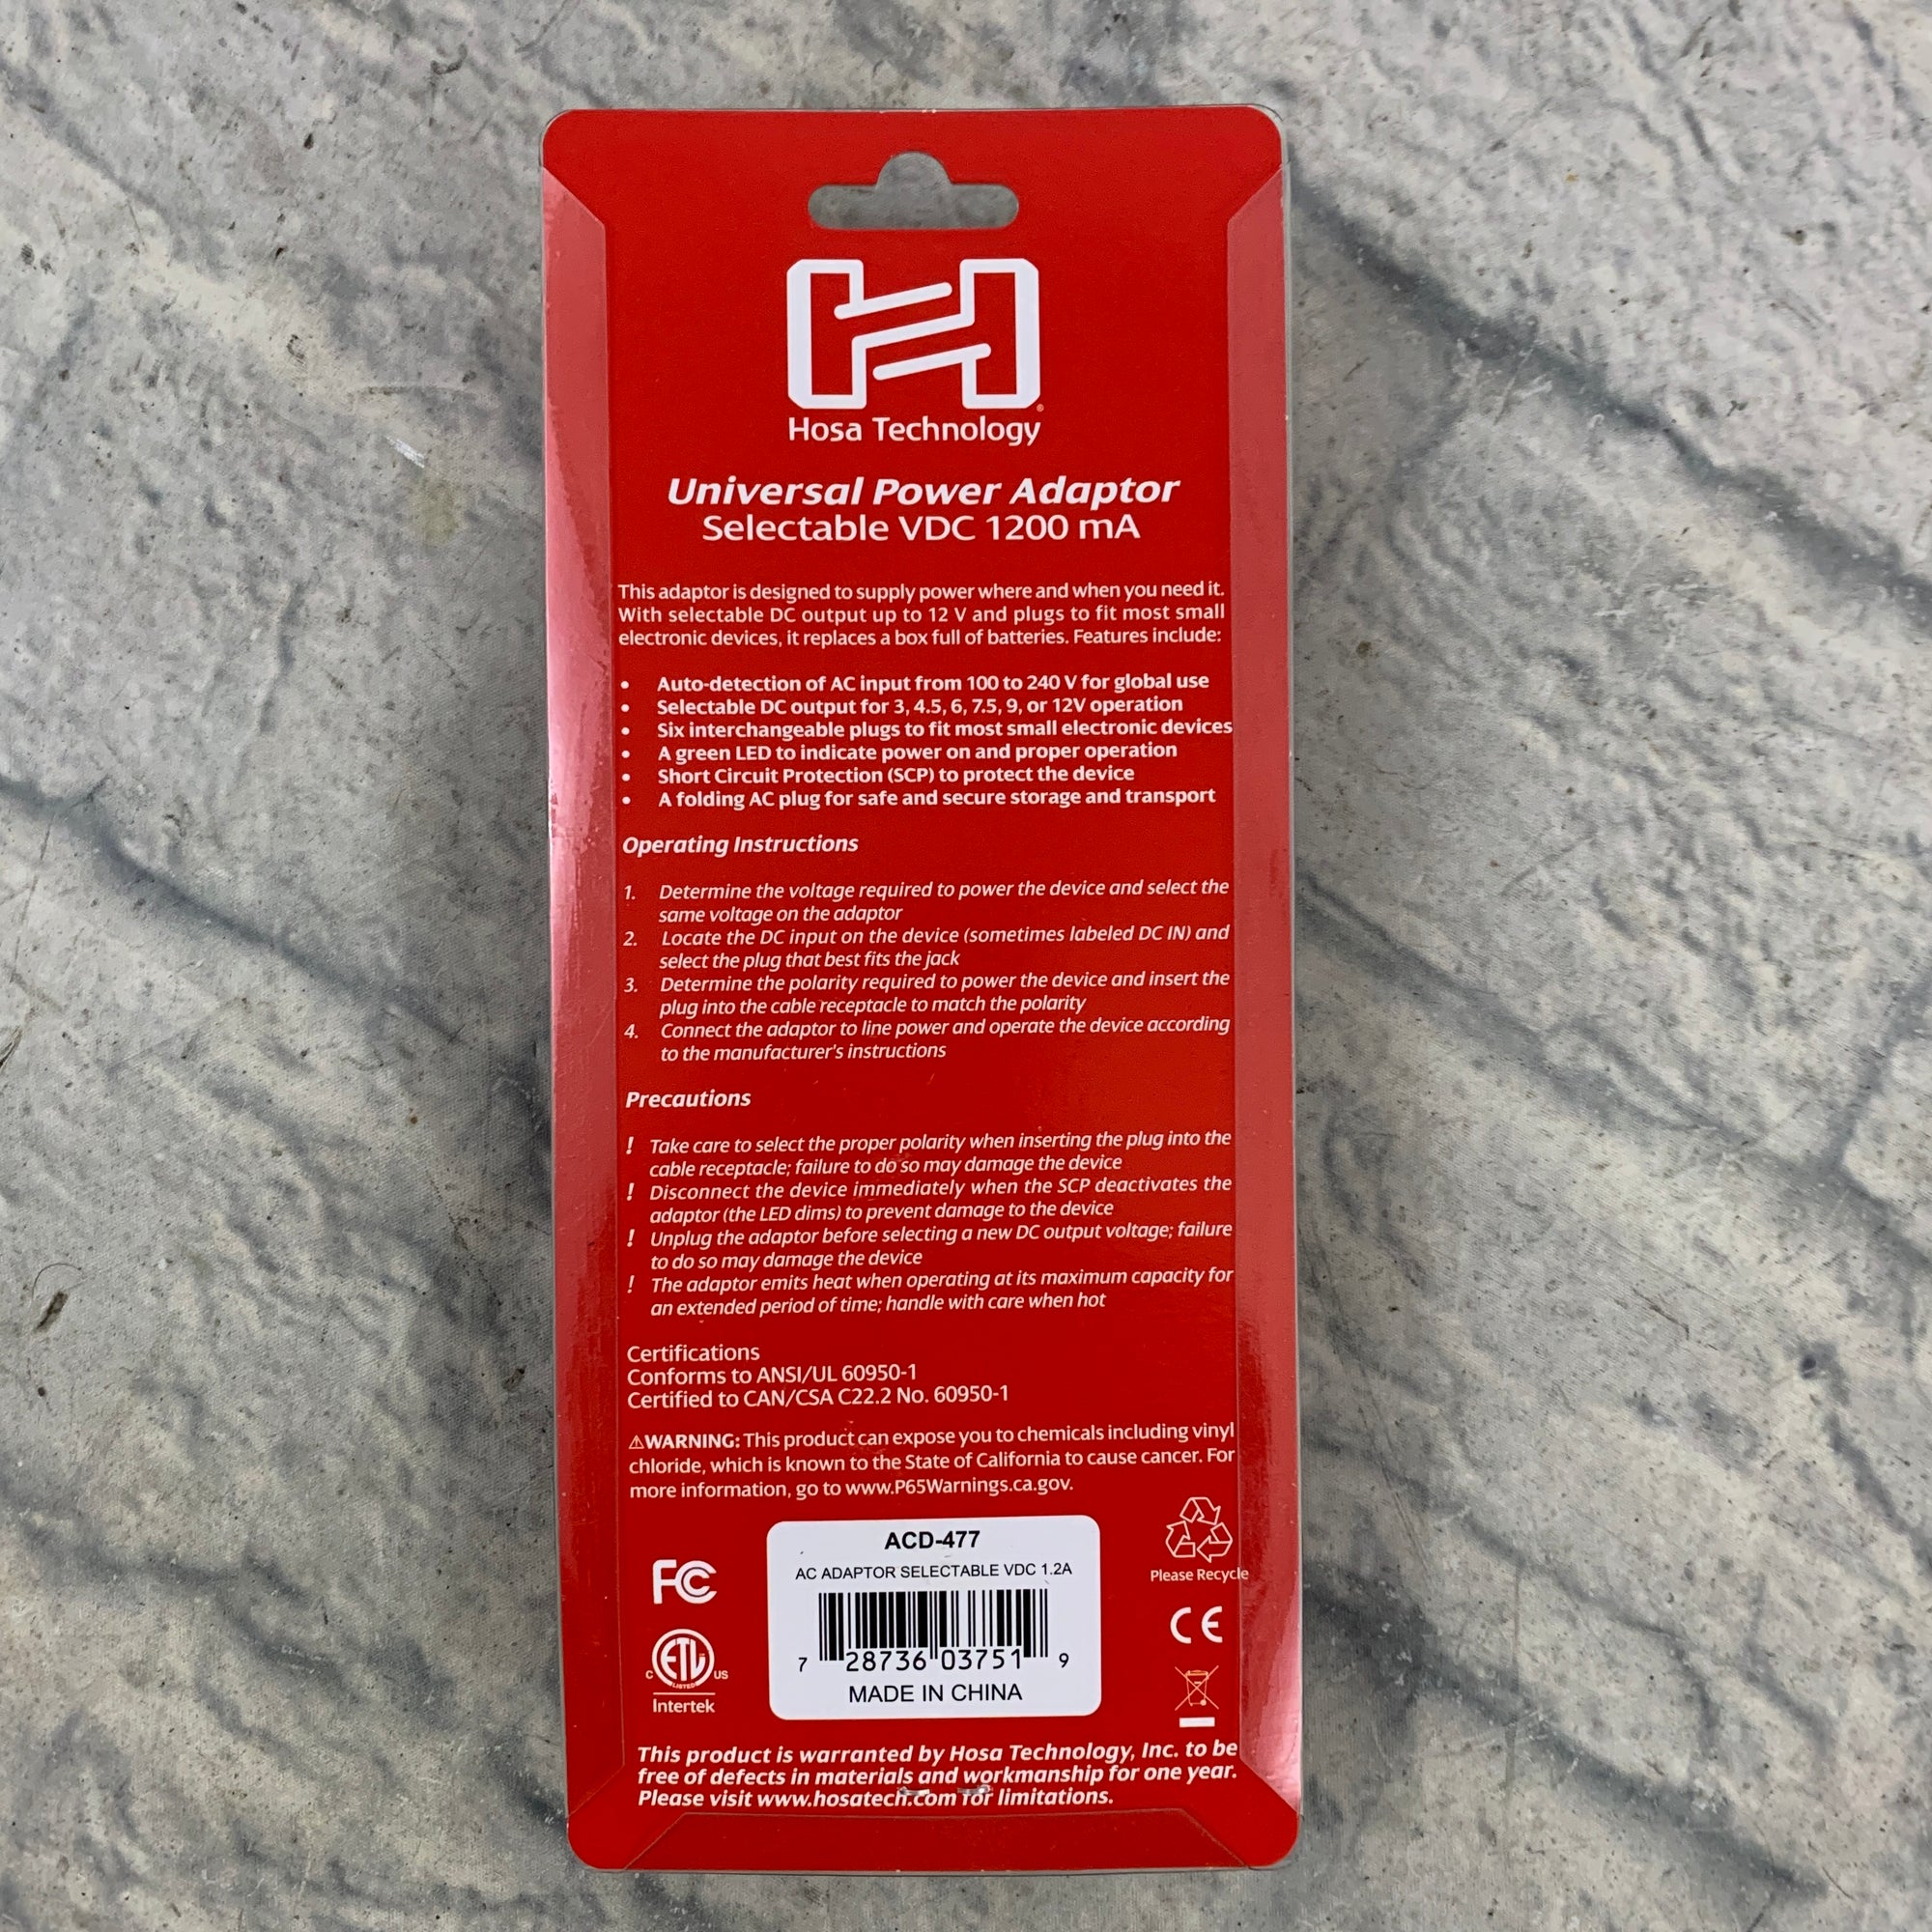 Hosa Technology®
Universal Power Adaptor
Selectable VDC 1200 mA
This adaptor is designed to supply power where and when you need it.
With selectable DC output up to 12 V and plugs to fit most small
electronic devices, it replaces a box full of batteries. Features include:
• Auto-detection of AC input from 100 to 240 V for global use
• Selectable DC output for 3, 4.5, 6, 7.5, 9, or 12V operation
• Six interchangeable plugs to fit most small electronic devices
• A green LED to indicate power on and proper operation
• Short Circuit Protection (SCP) to protect the device
• A folding AC plug for safe and secure storage and transport
Operating Instructions
1. Determine the voltage required to power the device and select the
same voltage on the adaptor
2. Locate the DC input on the device (sometimes labeled DC IN) and
select the plug that best fits the jack
3. Determine the polarity required to power the device and insert the
plug into the cable receptacle to match the polarity
4. Connect the adaptor to line power and operate the device according
to the manufacturer's instructions
Precautions
! Take care to select the proper polarity when inserting the plug into the
cable receptacle; failure to do so may damage the device
! Disconnect the device immediately when the SCP deactivates the
adaptor (the LED dims) to prevent damage to the device
! Unplug the adaptor before selecting a new DC output voltage; failure
to do so may damage the device
! The adaptor emits heat when operating at its maximum capacity for
an extended period of time; handle with care when hot
Certifications
Conforms to ANSI/UL 60950-1
Certified to CAN/CSA C22.2 No. 60950-1
⚠WARNING: This product can expose you to chemicals including vinyl
chloride, which is known to the State of California to cause cancer. For
more information, go to www.P65Warnings.ca.gov.
FC
C ETL US
LISTED
Intertek
ACD-477
AC ADAPTOR SELECTABLE VDC 1.2A
7 28736 03751 9
MADE IN CHINA
Please Recycle
CE
This product is warranted by Hosa Technology, Inc. to be
free of defects in materials and workmanship for one year.
Please visit www.hosatech.com for limitations.